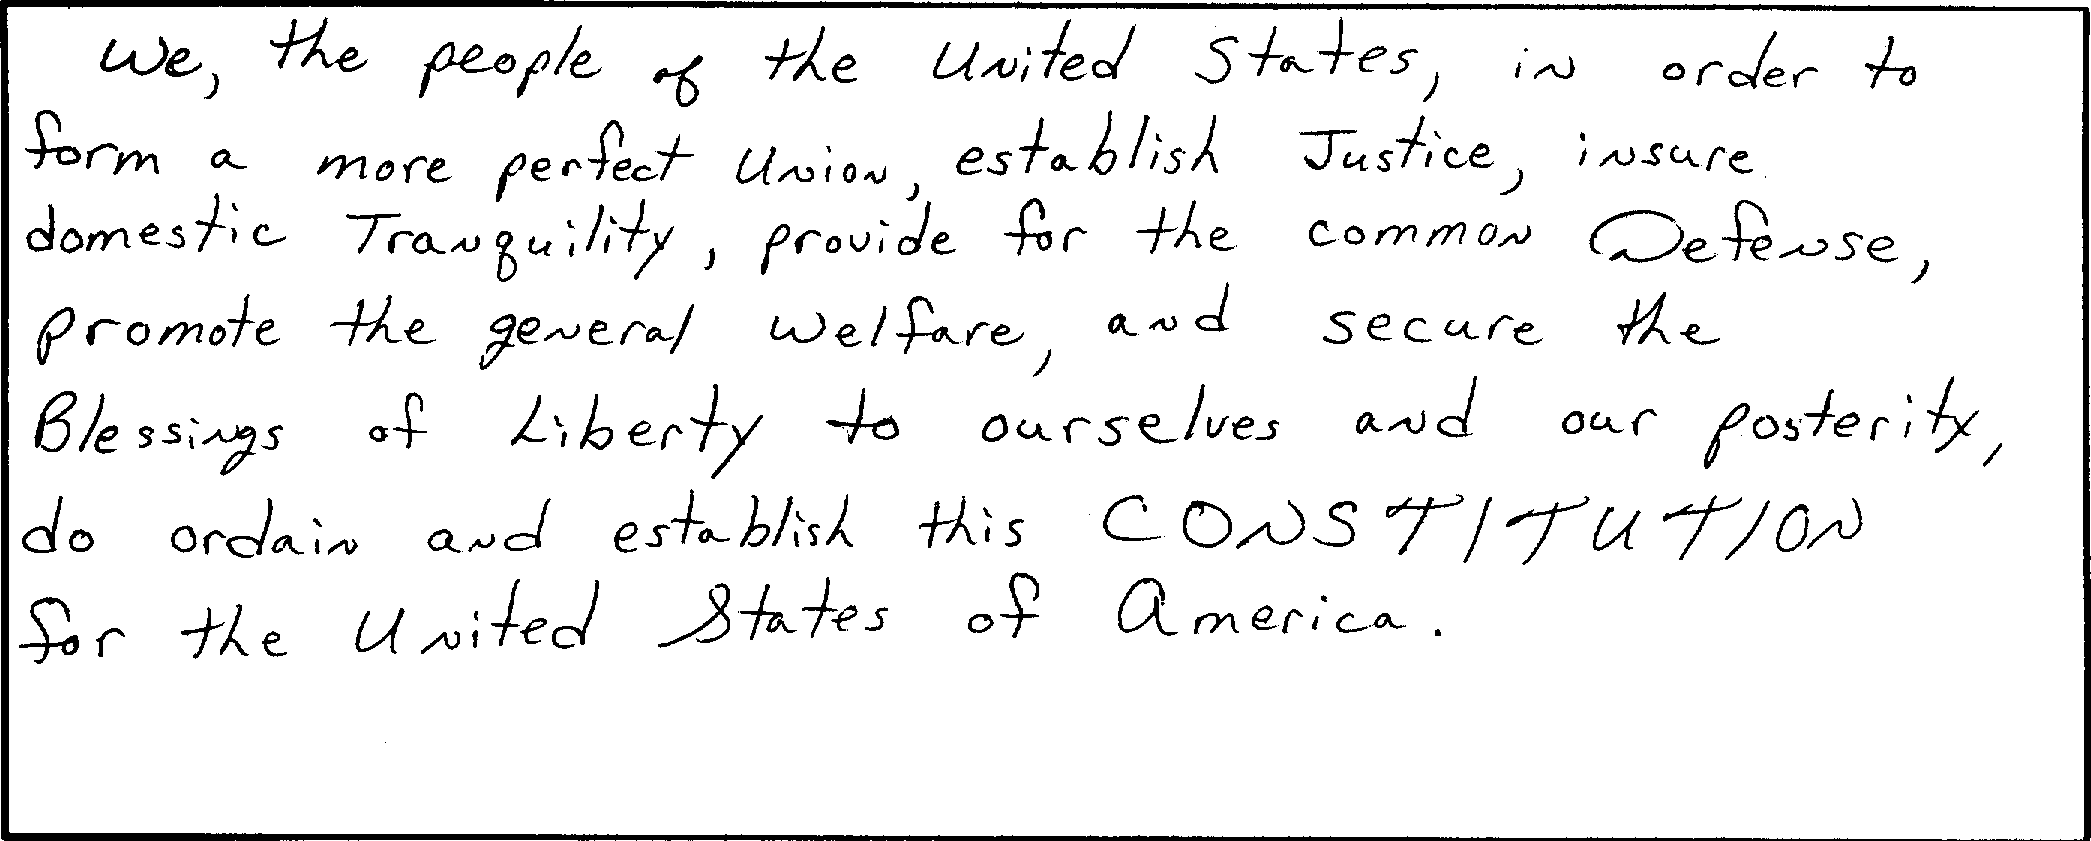 We, the people of the United States, in order to
form a more perfect Union, establish Justice, insure
domestic Tranquility, provide for the common Defense,
promote the general welfare, and secure the
Blessings of Liberty to ourselves and our posterity,
do ordain and establish this CONSTITUTION
for the United States of America.